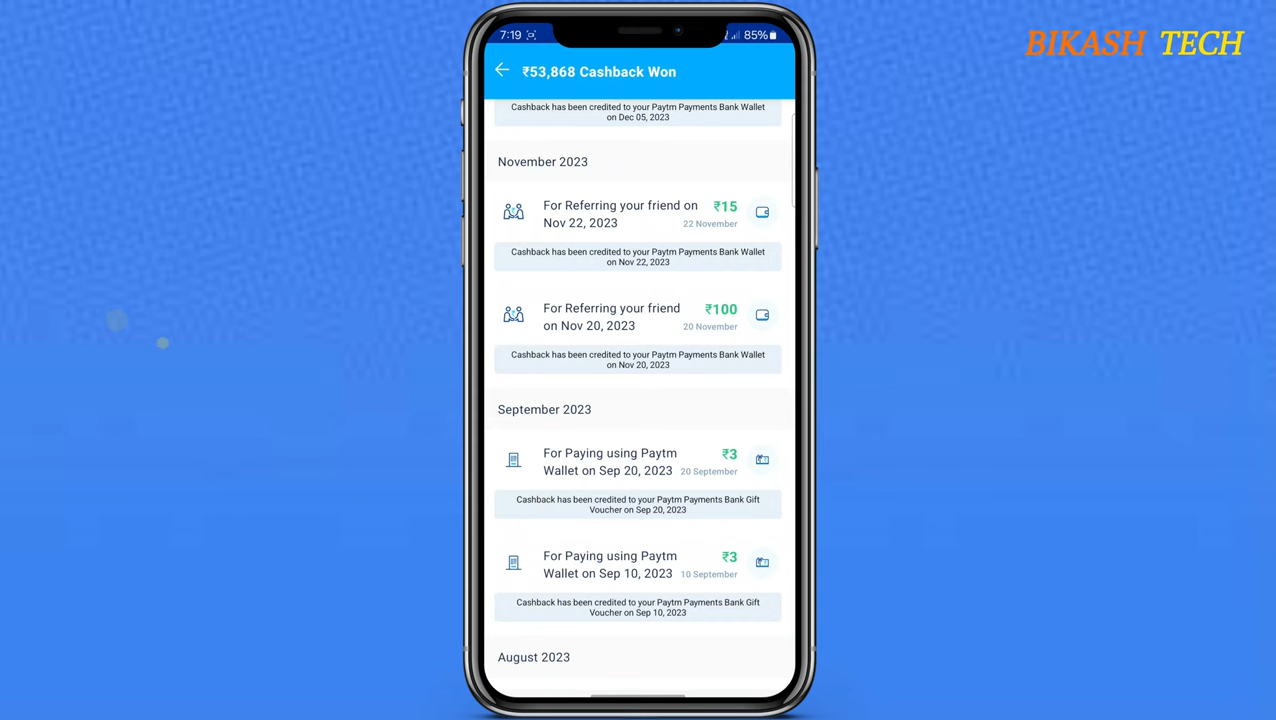 BIKASH TECH
7:19
85%
₹53,868 Cashback Won
Cashback has been credited to your Paytm Payments Bank Wallet
on Dec 05, 2023
November 2023
For Referring your friend on
Nov 22, 2023
₹15
22 November
Cashback has been credited to your Paytm Payments Bank Wallet
on Nov 22, 2023
For Referring your friend
on Nov 20, 2023
₹100
20 November
Cashback has been credited to your Paytm Payments Bank Wallet
on Nov 20, 2023
September 2023
For Paying using Paytm
Wallet on Sep 20, 2023
₹3
20 September
Cashback has been credited to your Paytm Payments Bank Gift
Voucher on Sep 20, 2023
For Paying using Paytm
Wallet on Sep 10, 2023
₹3
10 September
Cashback has been credited to your Paytm Payments Bank Gift
Voucher on Sep 10, 2023
August 2023